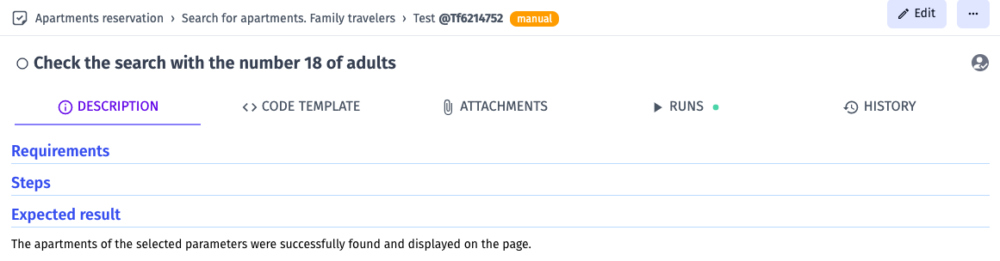 Apartments reservation › Search for apartments. Family travelers › Test @Tf6214752 manual Edit ...
Check the search with the number 18 of adults
DESCRIPTION <> CODE TEMPLATE ATTACHMENTS RUNS HISTORY
Requirements
Steps
Expected result
The apartments of the selected parameters were successfully found and displayed on the page.